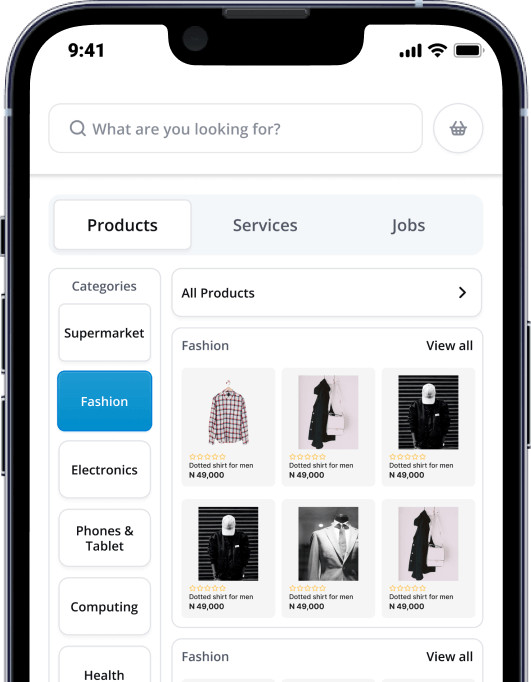 9:41
What are you looking for?
Products
Services
Jobs
Categories
Supermarket
Fashion
Electronics
Phones &
Tablet
Computing
Health
All Products
Fashion
View all
Dotted shirt for men
N 49,000
Dotted shirt for men
N 49,000
Dotted shirt for men
N 49,000
Dotted shirt for men
N 49,000
Dotted shirt for men
N 49,000
Dotted shirt for men
N 49,000
Fashion
View all